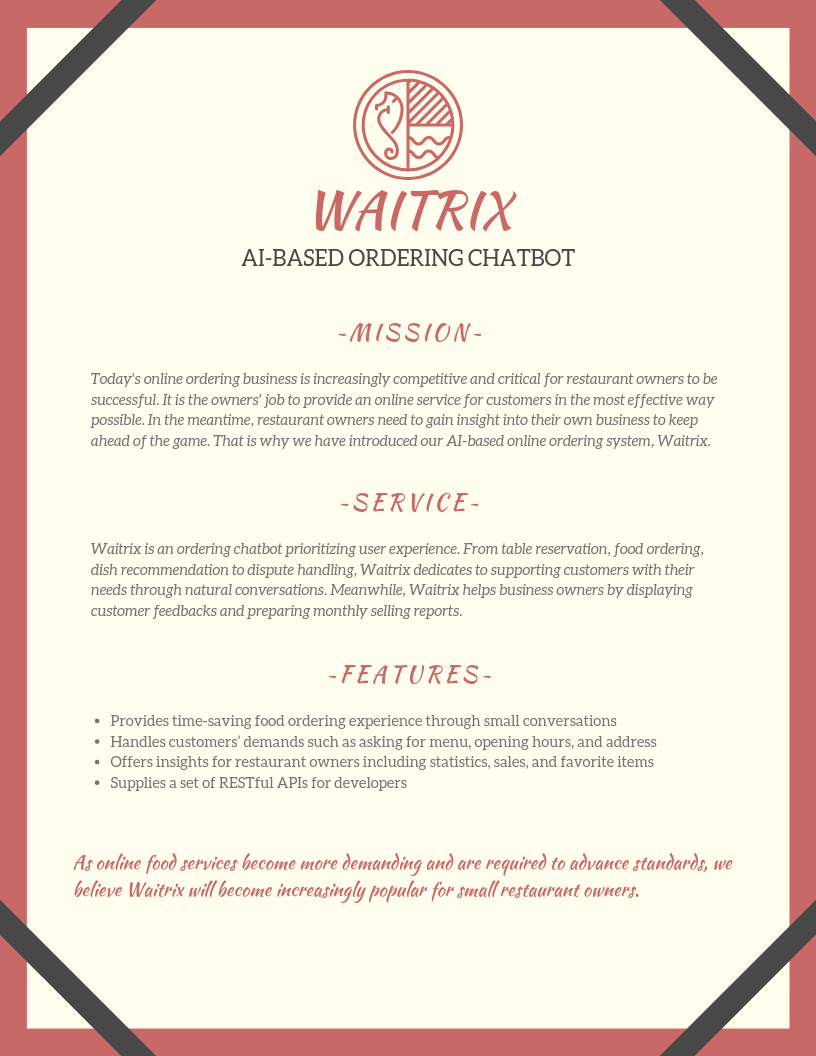 WAITRIX
AI-BASED ORDERING CHATBOT
-MISSION-
Today's online ordering business is increasingly competitive and critical for restaurant owners to be
successful. It is the owners' job to provide an online service for customers in the most effective way
possible. In the meantime, restaurant owners need to gain insight into their own business to keep
ahead of the game. That is why we have introduced our AI-based online ordering system, Waitrix.
-SERVICE-
Waitrix is an ordering chatbot prioritizing user experience. From table reservation, food ordering,
dish recommendation to dispute handling, Waitrix dedicates to supporting customers with their
needs through natural conversations. Meanwhile, Waitrix helps business owners by displaying
customer feedbacks and preparing monthly selling reports.
-FEATURES-
• Provides time-saving food ordering experience through small conversations
• Handles customers’ demands such as asking for menu, opening hours, and address
• Offers insights for restaurant owners including statistics, sales, and favorite items
• Supplies a set of RESTful APIs for developers
As online food services become more demanding and are required to advance standards, we
believe Waitrix will become increasingly popular for small restaurant owners.